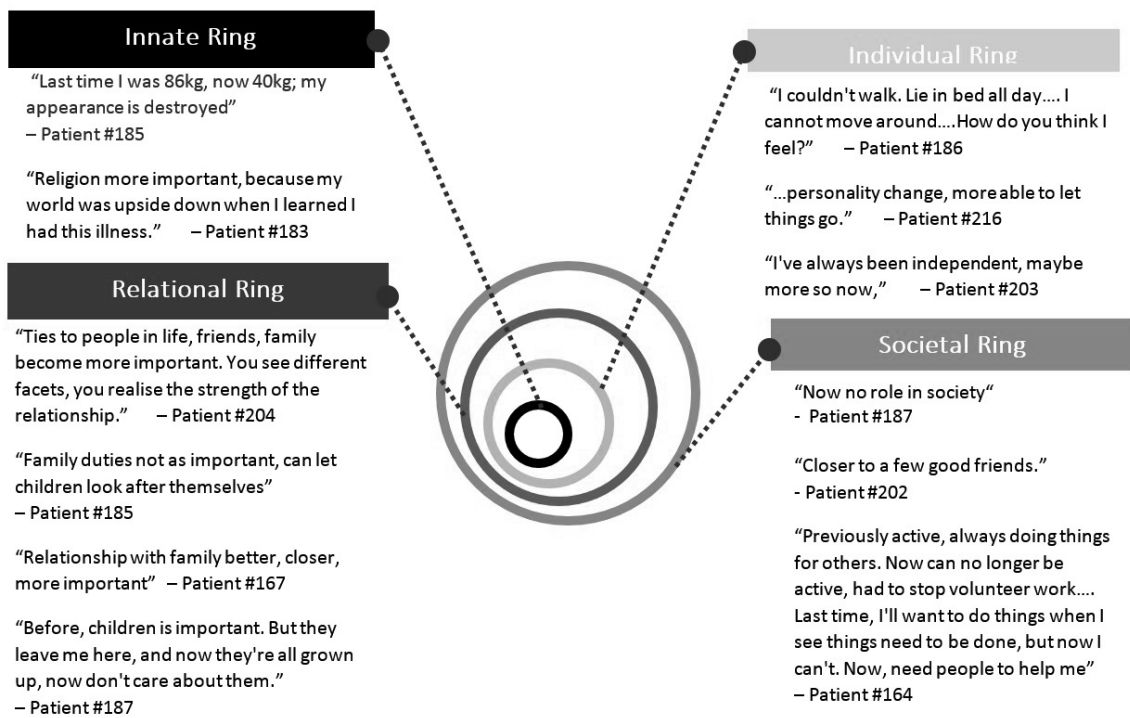 Innate Ring
“Last time I was 86kg, now 40kg; my
appearance is destroyed”
– Patient #185
“Religion more important, because my
world was upside down when I learned I
had this illness.” – Patient #183
Relational Ring
“Ties to people in life, friends, family
become more important. You see different
facets, you realise the strength of the
relationship.” – Patient #204
“Family duties not as important, can let
children look after themselves”
– Patient #185
“Relationship with family better, closer,
more important” – Patient #167
“Before, children is important. But they
leave me here, and now they're all grown
up, now don't care about them.”
– Patient #187
Individual Ring
“I couldn't walk. Lie in bed all day.... I
cannot move around....How do you think I
feel?” – Patient #186
“...personality change, more able to let
things go.” – Patient #216
“I've always been independent, maybe
more so now,” – Patient #203
Societal Ring
“Now no role in society“
- Patient #187
“Closer to a few good friends.”
- Patient #202
“Previously active, always doing things
for others. Now can no longer be
active, had to stop volunteer work....
Last time, I'll want to do things when I
see things need to be done, but now I
can't. Now, need people to help me”
– Patient #164